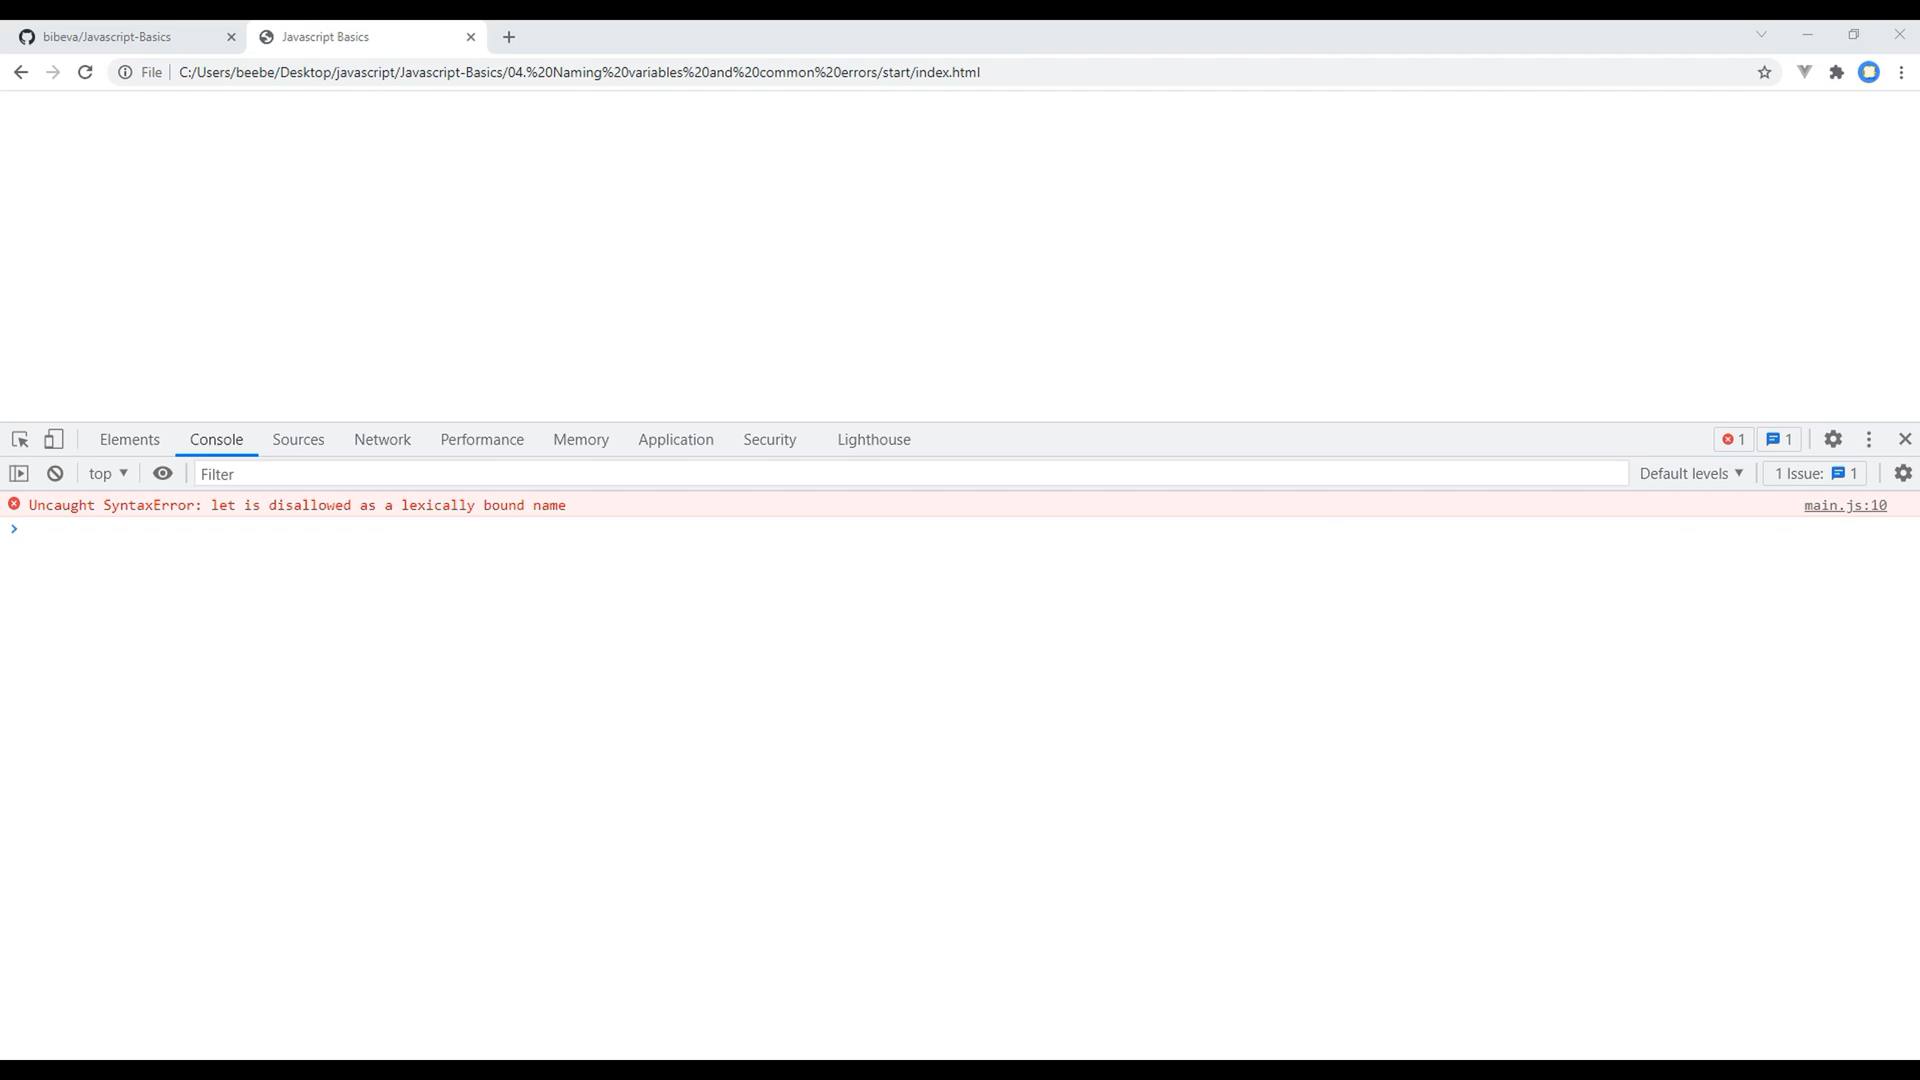 bibeva/Javascript-Basics
Javascript Basics
File
C:/Users/beebe/Desktop/javascript/Javascript-Basics/04.%20Naming%20variables%20and%20common%20errors/start/index.html
Elements Console Sources Network Performance Memory Application Security Lighthouse 1 1
top Filter Default levels 1 Issue: 1
Uncaught SyntaxError: let is disallowed as a lexically bound name main.js:10